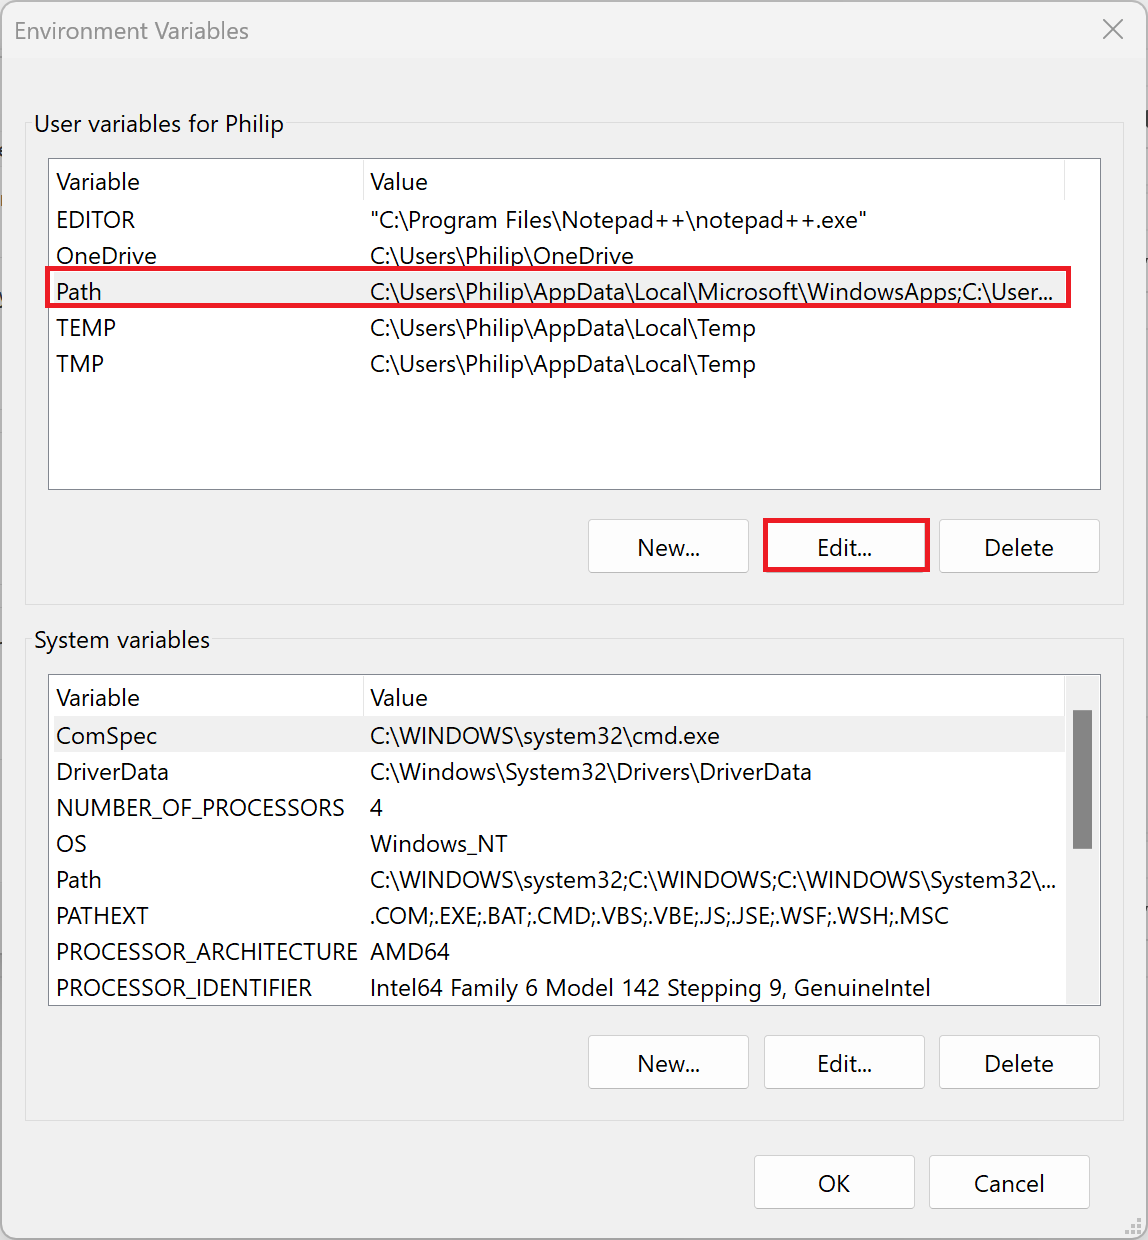 Environment Variables
User variables for Philip
Variable Value
EDITOR "C:\Program Files\Notepad++\notepad++.exe"
OneDrive C:\Users\Philip\OneDrive
Path C:\Users\Philip\AppData\Local\Microsoft\WindowsApps;C:\User...
TEMP C:\Users\Philip\AppData\Local\Temp
TMP C:\Users\Philip\AppData\Local\Temp
New... Edit... Delete
System variables
Variable Value
ComSpec C:\WINDOWS\system32\cmd.exe
DriverData C:\Windows\System32\Drivers\DriverData
NUMBER_OF_PROCESSORS 4
OS Windows_NT
Path C:\WINDOWS\system32;C:\WINDOWS;C:\WINDOWS\System32\...
PATHEXT .COM;.EXE;.BAT;.CMD;.VBS;.VBE;.JS;.JSE;.WSF;.WSH;.MSC
PROCESSOR_ARCHITECTURE AMD64
PROCESSOR_IDENTIFIER Intel64 Family 6 Model 142 Stepping 9, GenuineIntel
New... Edit... Delete
OK Cancel